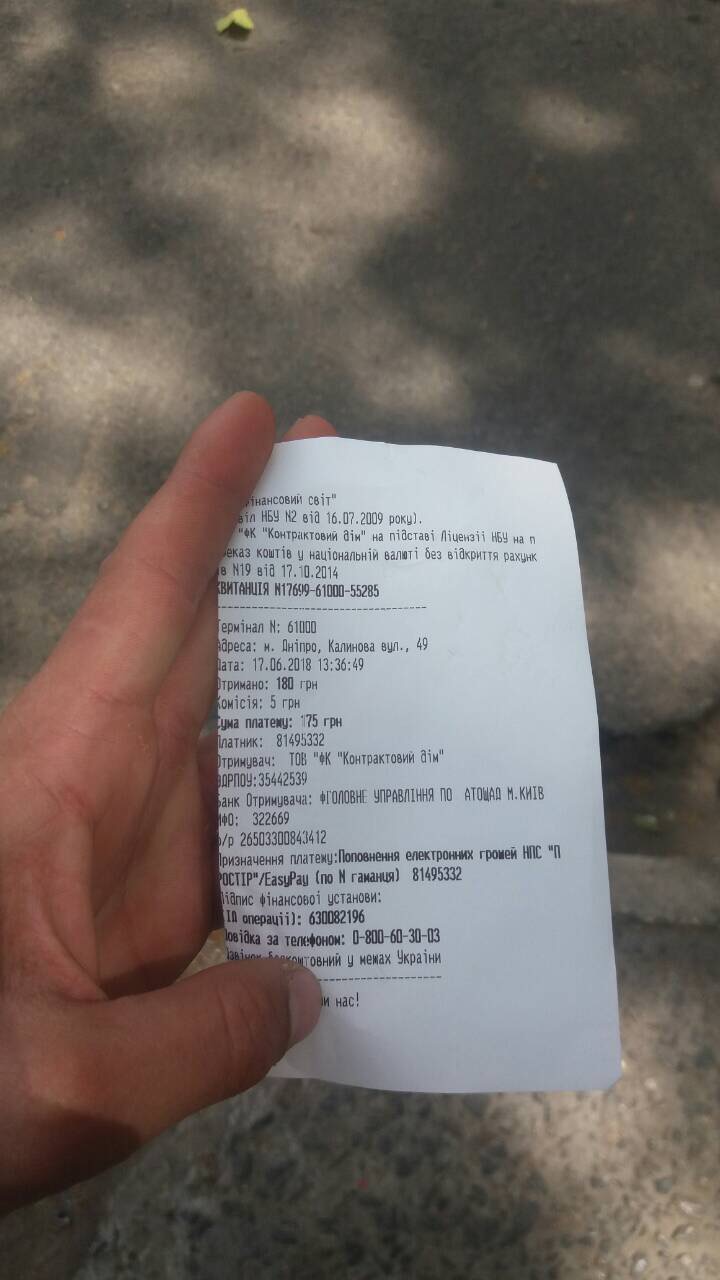 інансовий світ"
віл НБУ N2 від 16.07.2009 року).
"ФК "Контрактовий дім" на підставі Ліцензії НБУ на п
еказ коштів у національній валюті без відкриття рахунк
ів N19 від 17.10.2014
КВИТАНЦІЯ N17699-61000-55285
Термінал N: 61000
Адреса: м. Дніпро, Калинова вул., 49
Дата: 17.06.2018 13:36:49
Отримано: 180 грн
Комісія: 5 грн
Сума платежу: 175 грн
Платник: 81495332
Отримувач: ТОВ "ФК "Контрактовий дім"
ЄДРПОУ:35442539
Банк Отримувача: ФГОЛОВНЕ УПРАВЛІННЯ ПО АТОЩАД М.КИЇВ
МФО: 322669
р/р 26503300843412
Призначення платежу:Поповнення електронних грошей НПС "П
РОСТІР"/EasyPay (по N гаманця) 81495332
Підпис фінансової установи:
(ІД операції): 630082196
Довідка за телефоном: 0-800-60-30-03
Дзвінок безкоштовний у межах України
и нас!